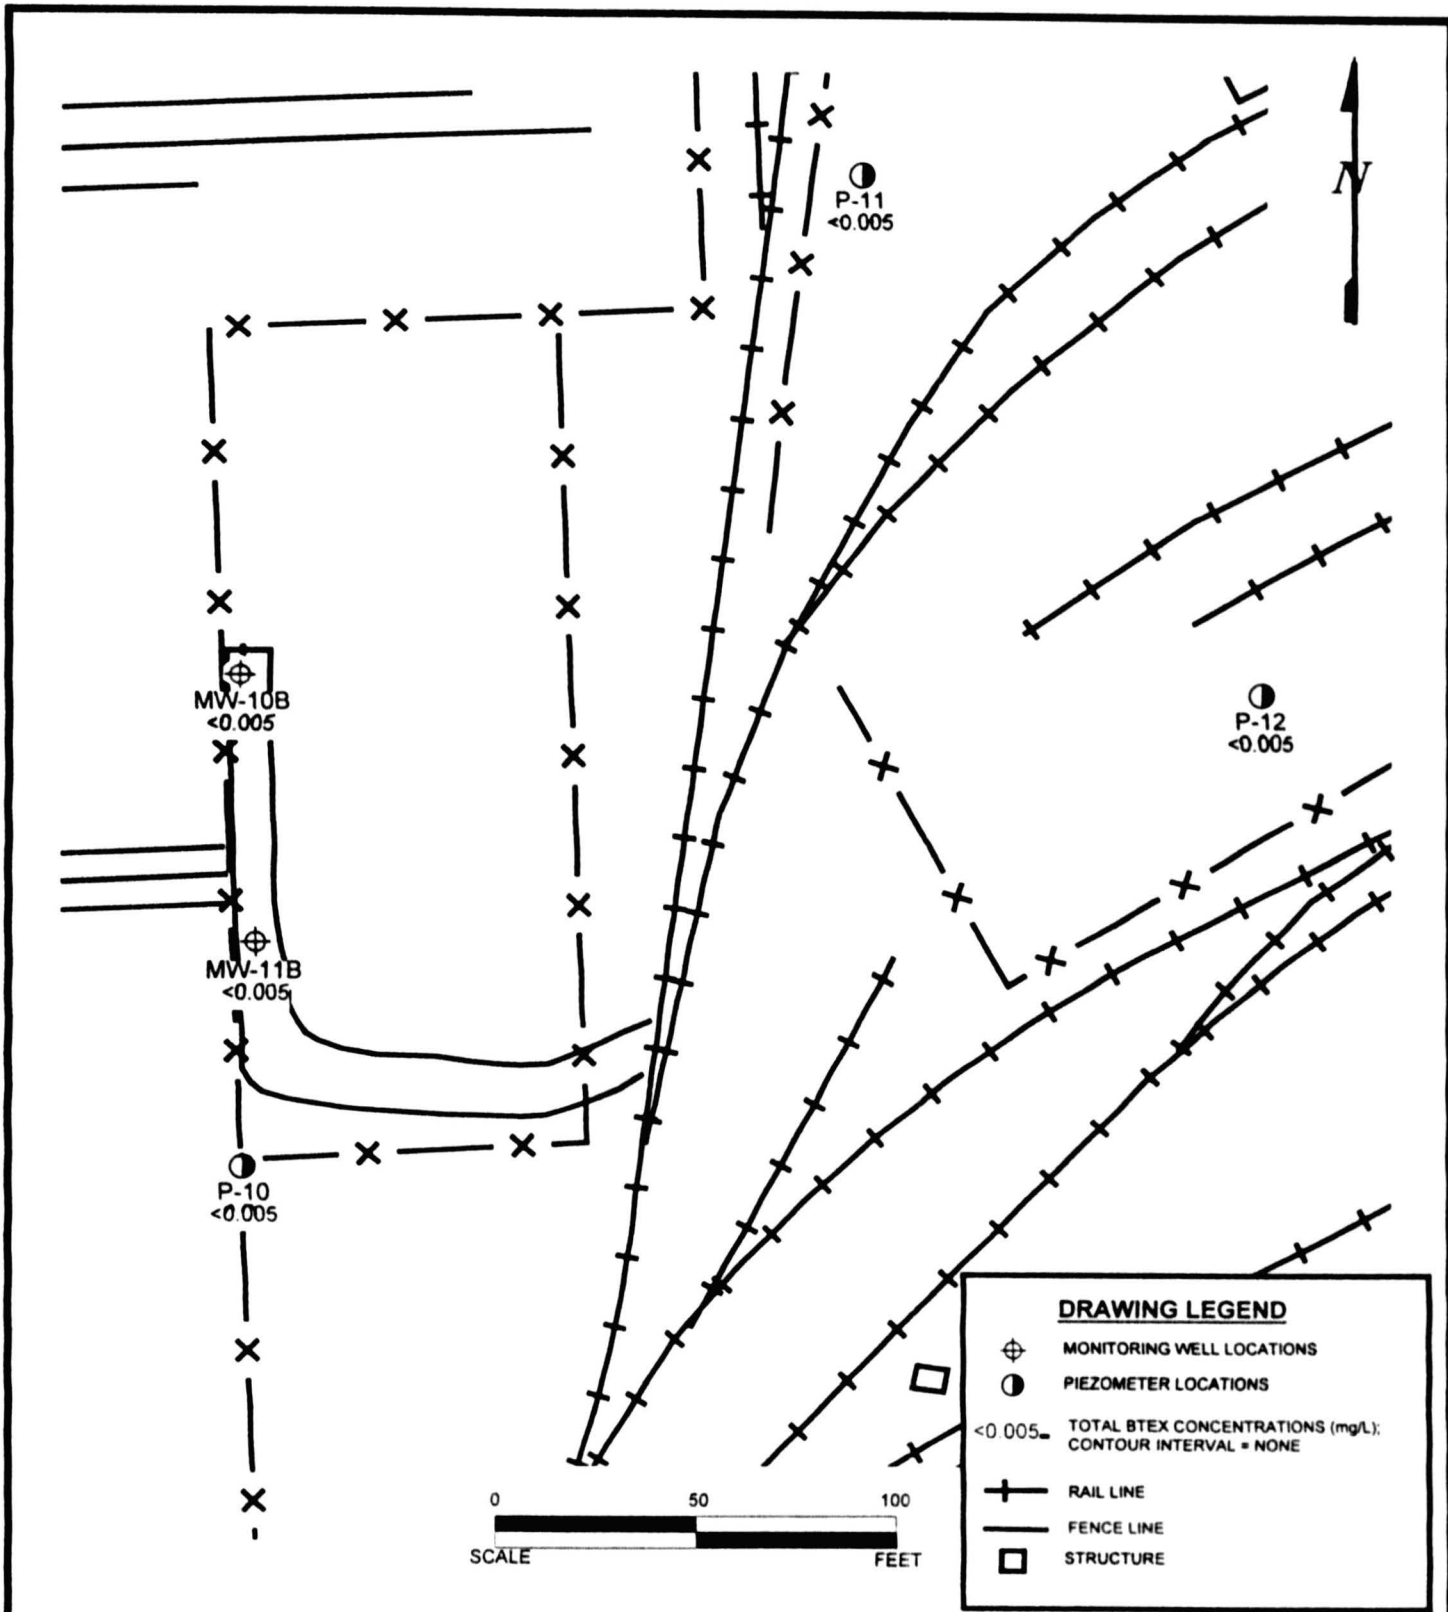 N
P-11
<0.005
MW-10B
<0.005
P-12
<0.005
MW-11B
<0.005
P-10
<0.005
0 50 100
SCALE FEET
DRAWING LEGEND
MONITORING WELL LOCATIONS
PIEZOMETER LOCATIONS
<0.005 TOTAL BTEX CONCENTRATIONS (mg/L);
CONTOUR INTERVAL = NONE
RAIL LINE
FENCE LINE
STRUCTURE